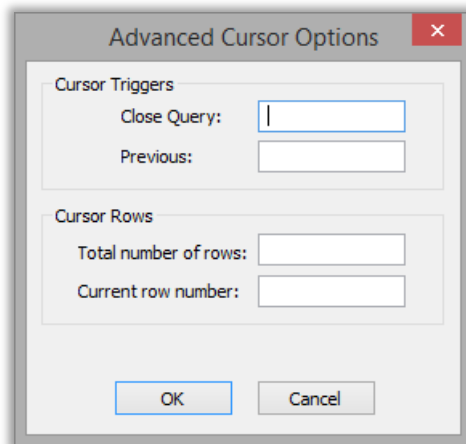 Advanced Cursor Options
Cursor Triggers
Close Query:
Previous:
Cursor Rows
Total number of rows:
Current row number:
OK Cancel